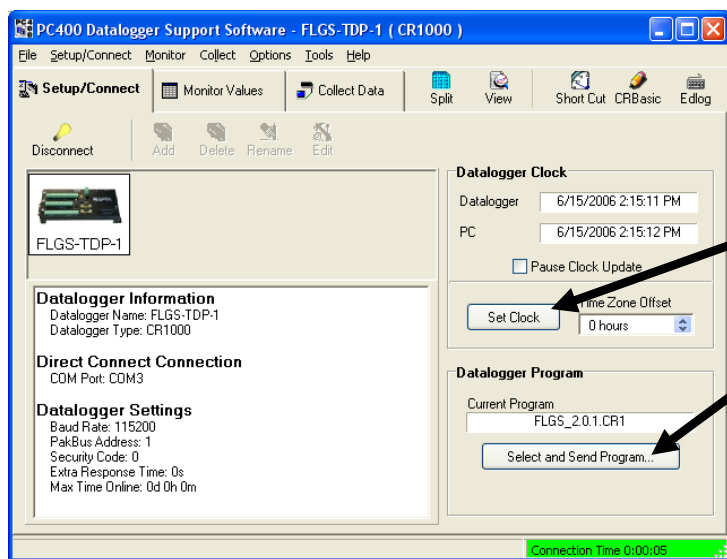 PC400 Datalogger Support Software - FLGS-TDP-1 ( CR1000 )
File Setup/Connect Monitor Collect Options Tools Help
Setup/Connect Monitor Values Collect Data Split View Short Cut CRBasic Edlog
Disconnect Add Delete Rename Edit
FLGS-TDP-1
Datalogger Information
Datalogger Name: FLGS-TDP-1
Datalogger Type: CR1000
Direct Connect Connection
COM Port: COM3
Datalogger Settings
Baud Rate: 115200
PakBus Address: 1
Security Code: 0
Extra Response Time: 0s
Max Time Online: 0d 0h 0m
Datalogger Clock
Datalogger 6/15/2006 2:15:11 PM
PC 6/15/2006 2:15:12 PM
Pause Clock Update
Set Clock
Time Zone Offset
0 hours
Datalogger Program
Current Program
FLGS_2.0.1.CR1
Select and Send Program...
Connection Time 0:00:05